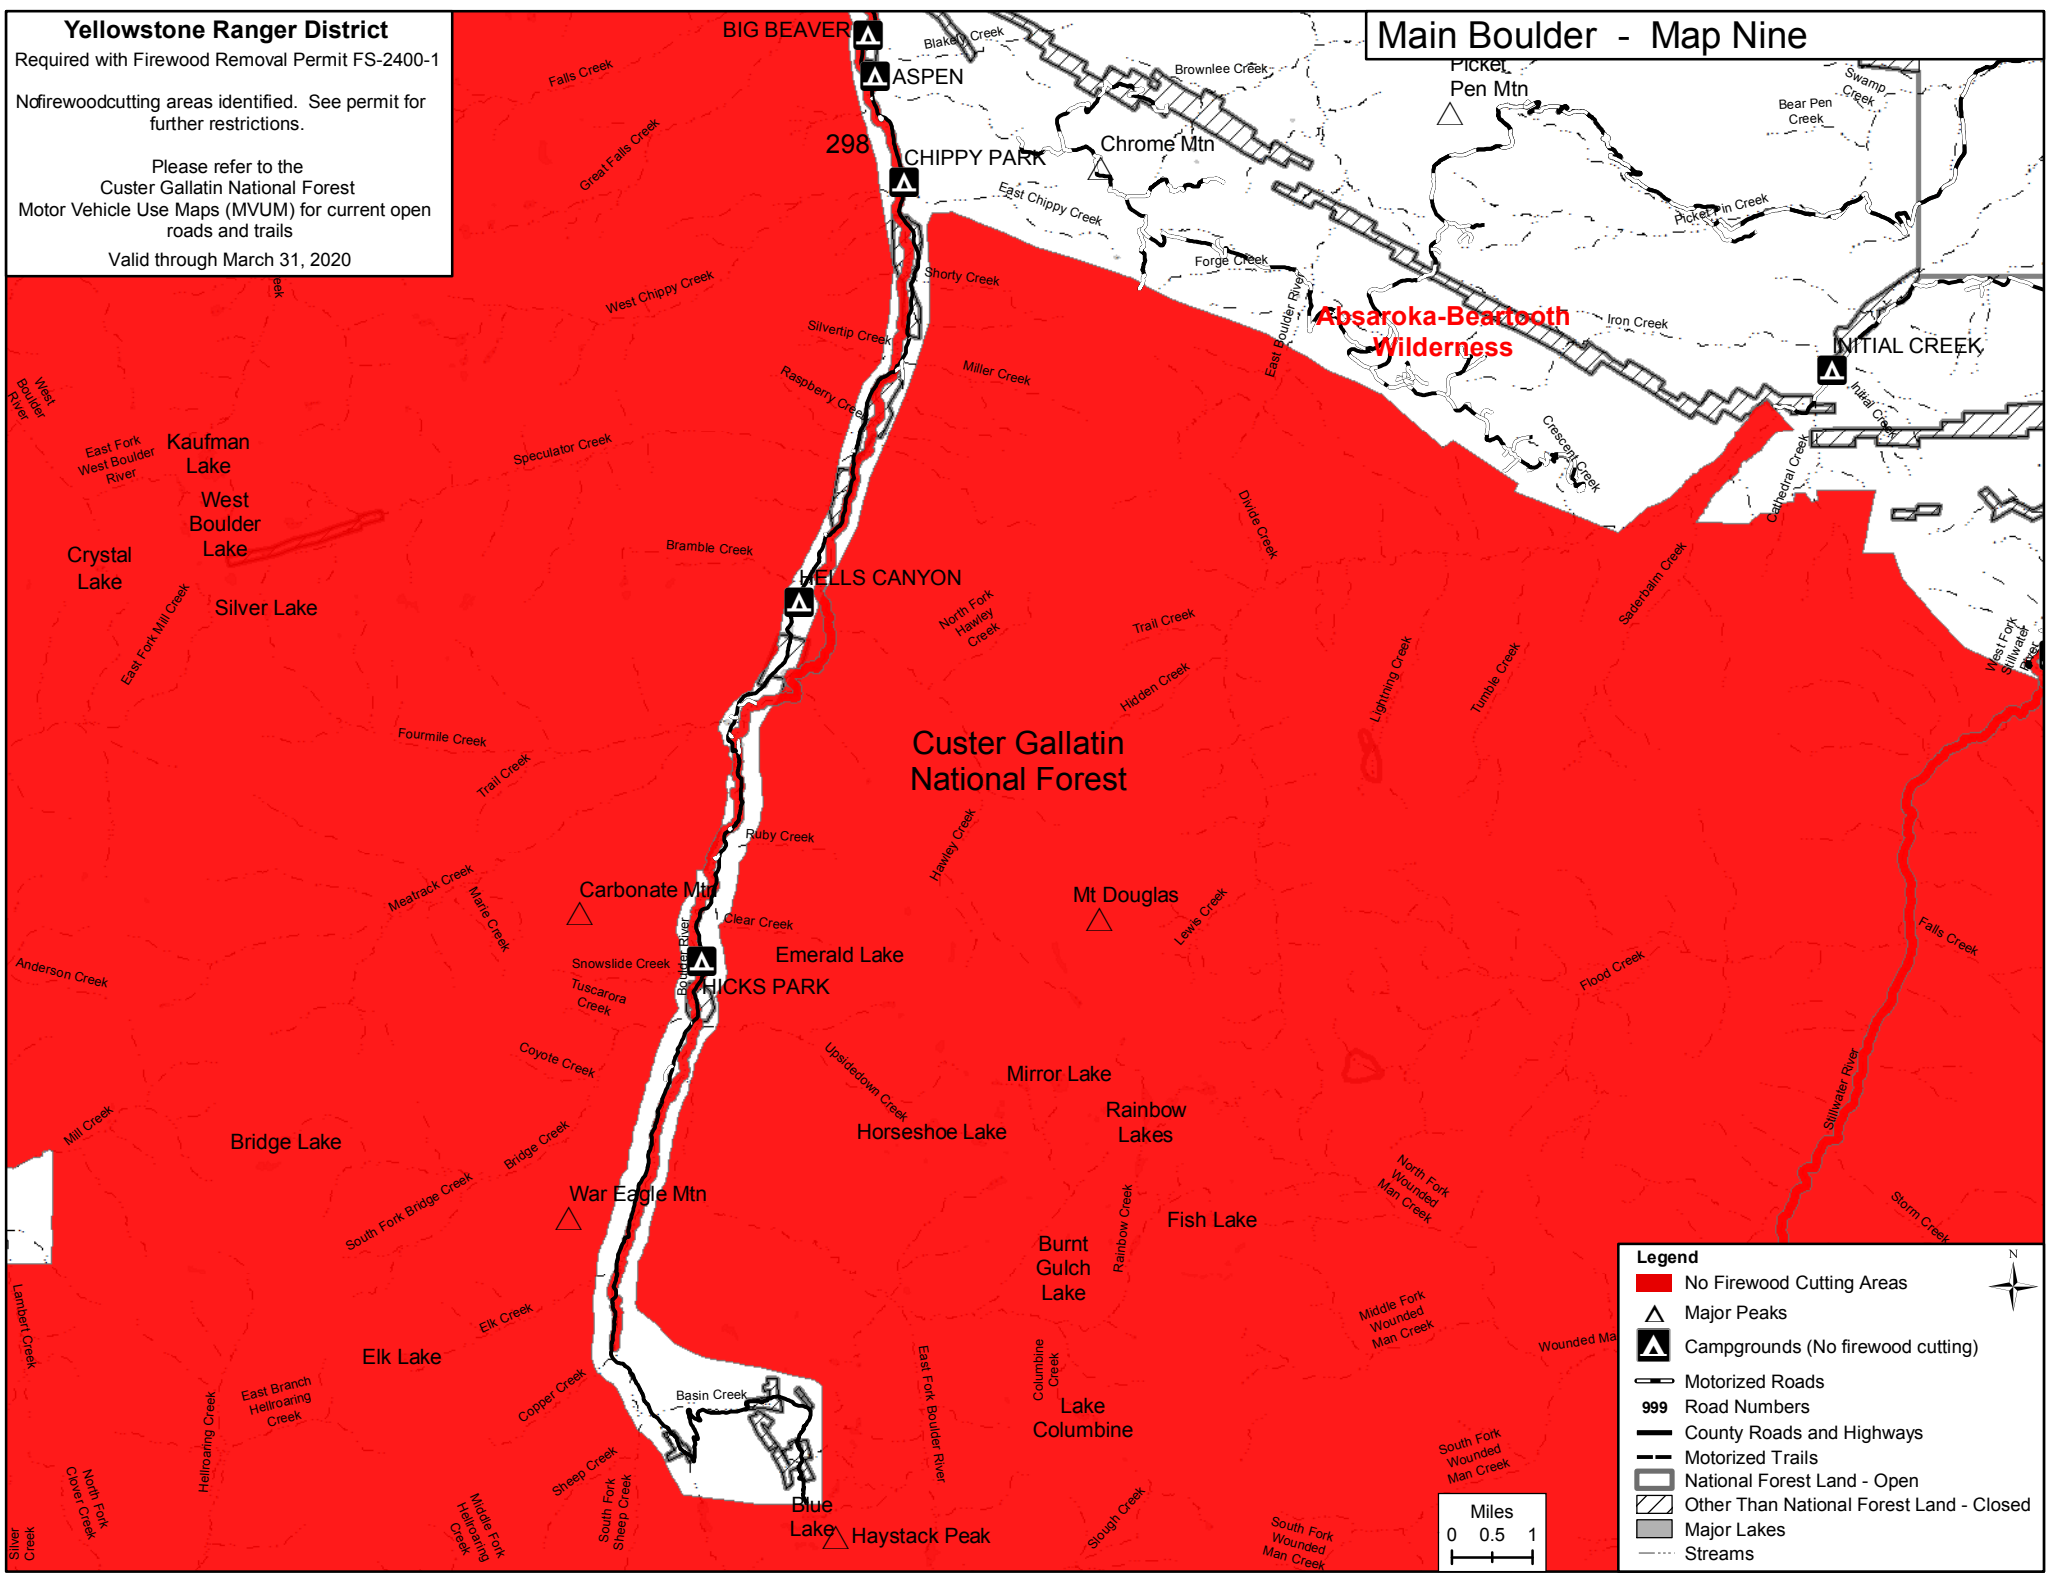 Yellowstone Ranger District
Required with Firewood Removal Permit FS-2400-1
Nofirewoodcutting areas identified. See permit for
further restrictions.
Please refer to the
Custer Gallatin National Forest
Motor Vehicle Use Maps (MVUM) for current open
roads and trails
Valid through March 31, 2020
Main Boulder - Map Nine
BIG BEAVER
ASPEN
Blakely Creek
Brownlee Creek
Picket
Pen Mtn
Swamp
Creek
Bear Pen
Creek
Falls Creek
Great Falls Creek
298
CHIPPY PARK
Chrome Mtn
East Chippy Creek
Picket Pin Creek
Forge Creek
eek
West Chippy Creek
Shorty Creek
East Boulder River
Absaroka-Beartooth
Wilderness
Iron Creek
INITIAL CREEK
Initial Creek
Silvertip Creek
Miller Creek
Raspberry Creek
West
Boulder
River
East Fork
West Boulder
River
Kaufman
Lake
Speculator Creek
Crescent Creek
Cathedral Creek
West
Boulder
Lake
Divide Creek
Crystal
Lake
Bramble Creek
HELLS CANYON
Saderbalm Creek
Silver Lake
East Fork Mill Creek
North Fork
Hawley
Creek
Trail Creek
West Fork
Stillwater
River
Hidden Creek
Lightning Creek
Tumble Creek
Fourmile Creek
Trail Creek
Custer Gallatin
National Forest
Ruby Creek
Hawley Creek
Meatrack Creek
Marie Creek
Carbonate Mtn
Mt Douglas
Lewis Creek
Clear Creek
Falls Creek
Boulder River
Emerald Lake
Snowslide Creek
Anderson Creek
Flood Creek
Tuscarora
Creek
HICKS PARK
Coyote Creek
Upsidedown Creek
Mirror Lake
Stillwater River
Mill Creek
Rainbow
Lakes
Bridge Lake
Bridge Creek
Horseshoe Lake
North Fork
Wounded
Man Creek
South Fork Bridge Creek
War Eagle Mtn
Rainbow Creek
Fish Lake
Storm Creek
Burnt
Gulch
Lake
Lambert Creek
Elk Creek
Middle Fork
Wounded
Man Creek
Wounded Ma
Elk Lake
East Fork Boulder River
Columbine
Creek
East Branch
Hellroaring
Creek
Copper Creek
Basin Creek
Lake
Columbine
Hellroaring Creek
South Fork
Wounded
Man Creek
Sheep Creek
North Fork
Clover Creek
Middle Fork
Hellroaring
Creek
South Fork
Sheep Creek
Blue
Lake
Haystack Peak
Slough Creek
South Fork
Wounded
Man Creek
Silver
Creek
Miles
0 0.5 1
Legend
N
No Firewood Cutting Areas
Major Peaks
Campgrounds (No firewood cutting)
Motorized Roads
999 Road Numbers
County Roads and Highways
Motorized Trails
National Forest Land - Open
Other Than National Forest Land - Closed
Major Lakes
Streams